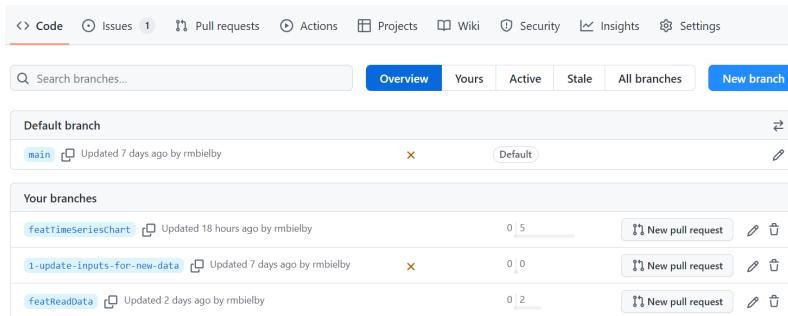 Code Issues 1 Pull requests Actions Projects Wiki Security Insights Settings
Search branches... Overview Yours Active Stale All branches New branch
Default branch
main Updated 7 days ago by rmbielby Default
Your branches
featTimeSeriesChart Updated 18 hours ago by rmbielby 0 5 New pull request
1-update-inputs-for-new-data Updated 7 days ago by rmbielby 0 0 New pull request
featReadData Updated 2 days ago by rmbielby 0 2 New pull request